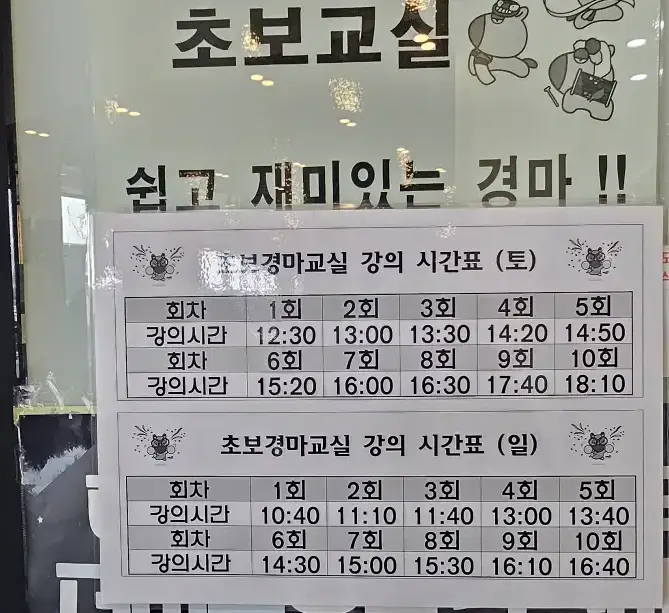 초보교실
쉽고 재미있는 경마 !!
초보경마교실 강의 시간표 (토)
회차 1회 2회 3회 4회 5회
강의시간 12:30 13:00 13:30 14:20 14:50
회차 6회 7회 8회 9회 10회
강의시간 15:20 16:00 16:30 17:40 18:10
초보경마교실 강의 시간표 (일)
회차 1회 2회 3회 4회 5회
강의시간 10:40 11:10 11:40 13:00 13:40
회차 6회 7회 8회 9회 10회
강의시간 14:30 15:00 15:30 16:10 16:40